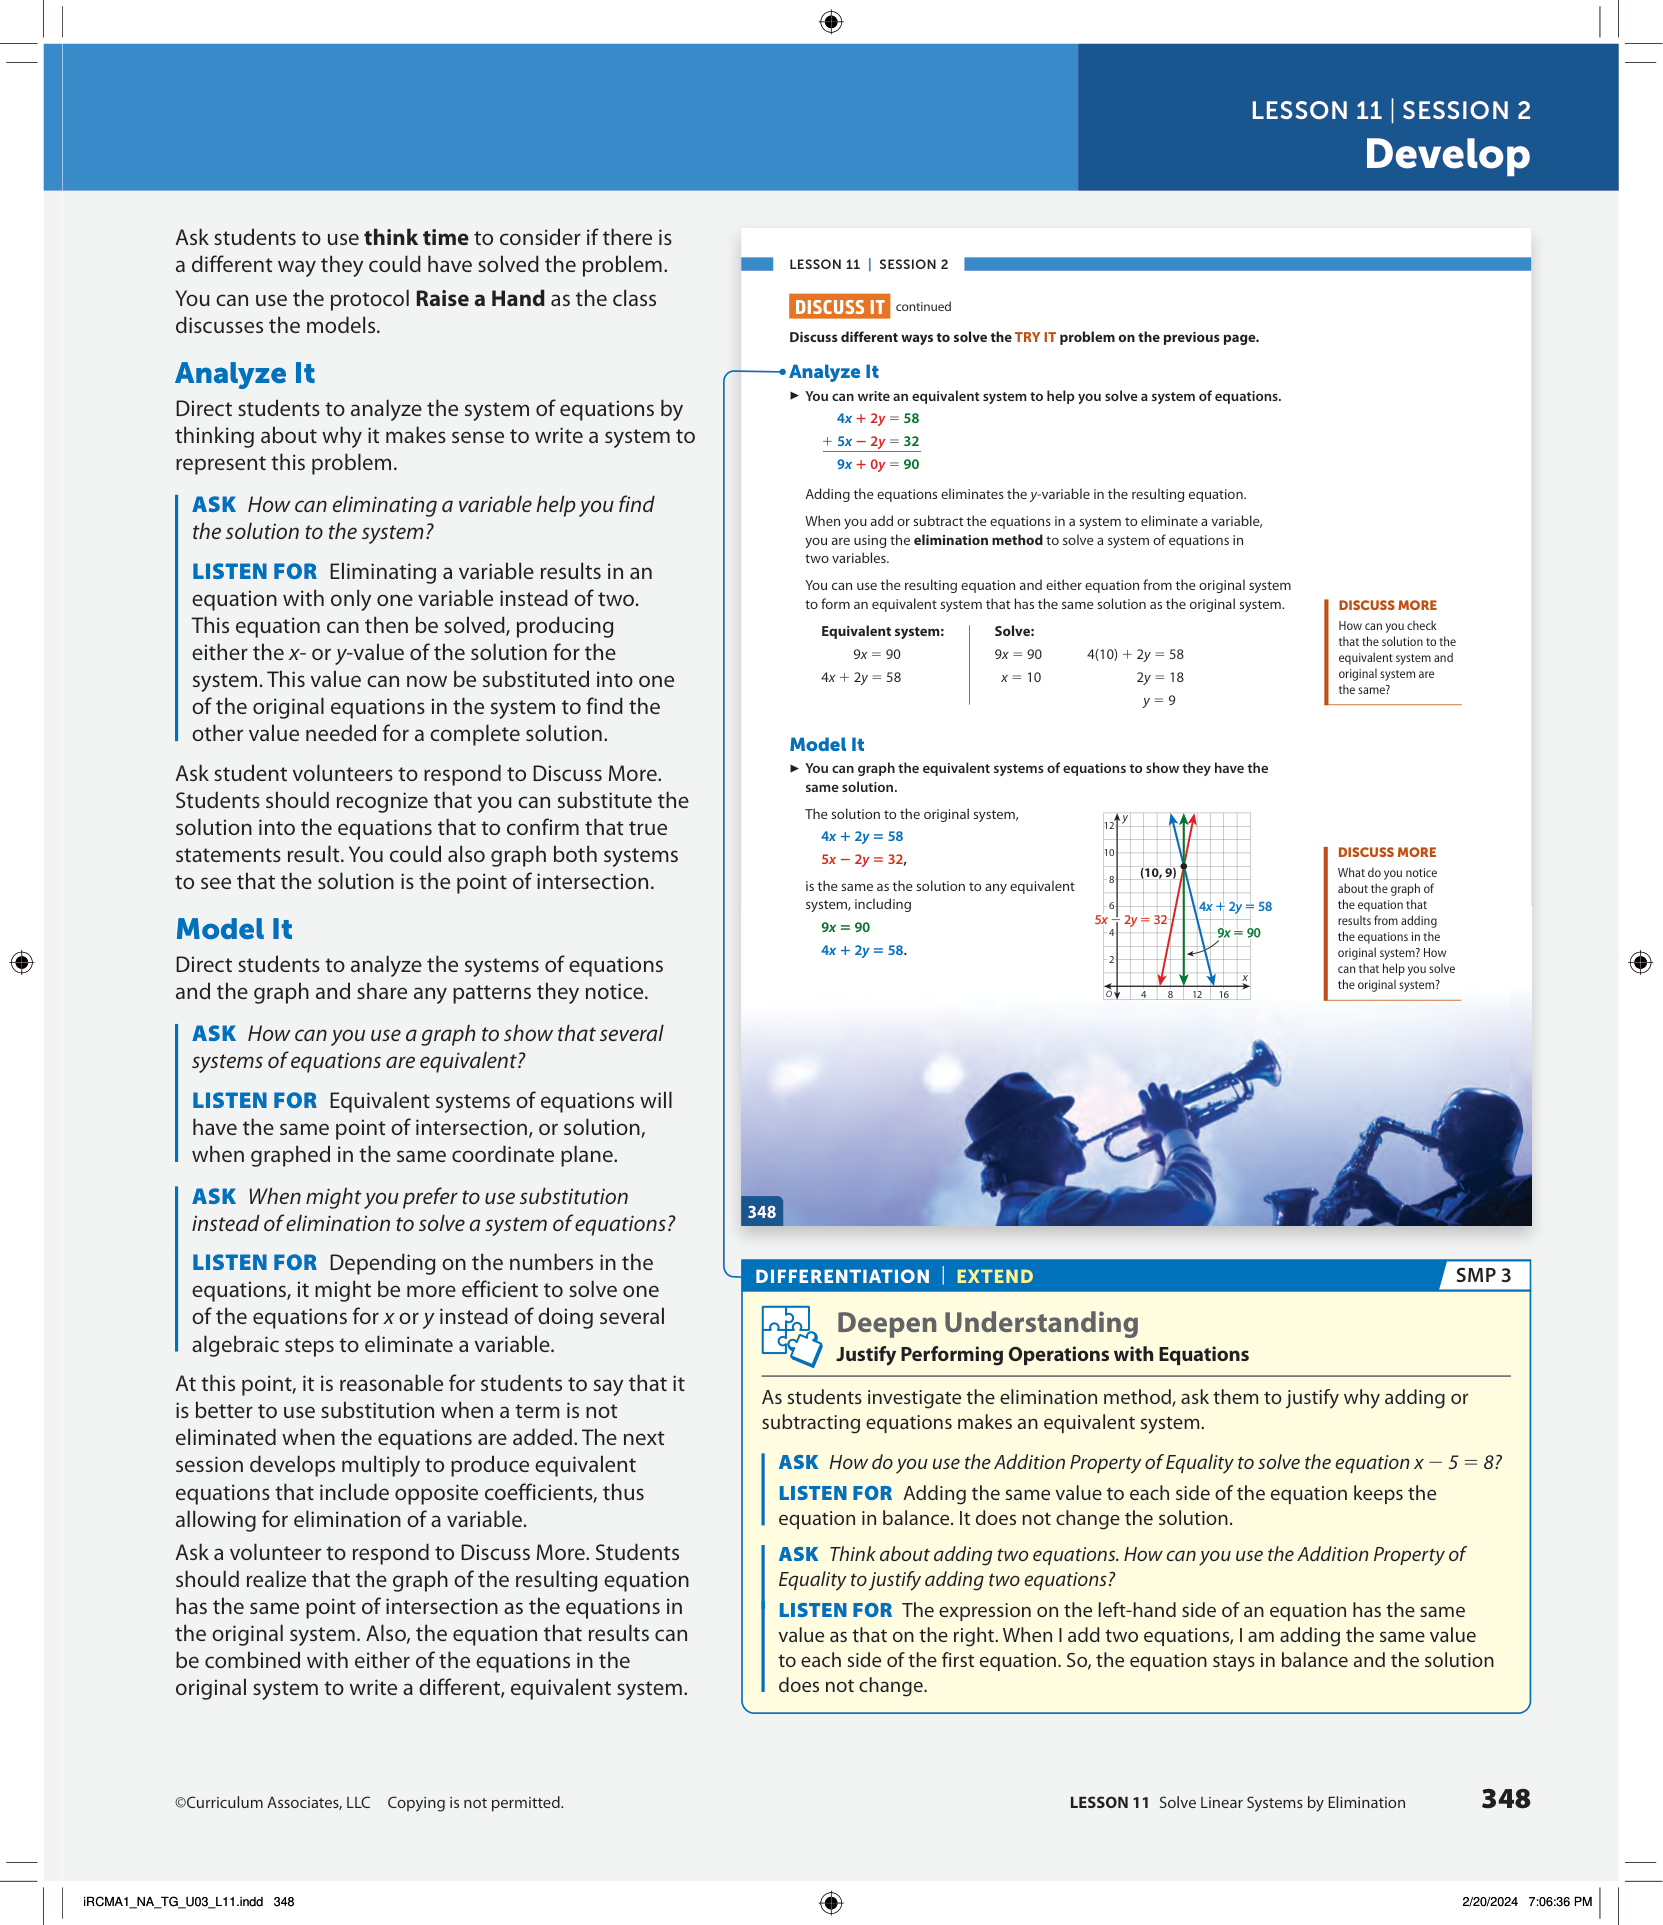 LESSON 11 | SESSION 2
Develop
Ask students to use think time to consider if there is
a different way they could have solved the problem.
You can use the protocol Raise a Hand as the class
discusses the models.
Analyze It
Direct students to analyze the system of equations by
thinking about why it makes sense to write a system to
represent this problem.
ASK How can eliminating a variable help you find
the solution to the system?
LISTEN FOR Eliminating a variable results in an
equation with only one variable instead of two.
This equation can then be solved, producing
either the x- or y-value of the solution for the
system. This value can now be substituted into one
of the original equations in the system to find the
other value needed for a complete solution.
Ask student volunteers to respond to Discuss More.
Students should recognize that you can substitute the
solution into the equations that to confirm that true
statements result. You could also graph both systems
to see that the solution is the point of intersection.
Model It
Direct students to analyze the systems of equations
and the graph and share any patterns they notice.
ASK How can you use a graph to show that several
systems of equations are equivalent?
LISTEN FOR Equivalent systems of equations will
have the same point of intersection, or solution,
when graphed in the same coordinate plane.
ASK When might you prefer to use substitution
instead of elimination to solve a system of equations?
LISTEN FOR Depending on the numbers in the
equations, it might be more efficient to solve one
of the equations for x or y instead of doing several
algebraic steps to eliminate a variable.
At this point, it is reasonable for students to say that it
is better to use substitution when a term is not
eliminated when the equations are added. The next
session develops multiply to produce equivalent
equations that include opposite coefficients, thus
allowing for elimination of a variable.
Ask a volunteer to respond to Discuss More. Students
should realize that the graph of the resulting equation
has the same point of intersection as the equations in
the original system. Also, the equation that results can
be combined with either of the equations in the
original system to write a different, equivalent system.
LESSON 11 | SESSION 2
DISCUSS IT continued
Discuss different ways to solve the TRY IT problem on the previous page.
Analyze It
► You can write an equivalent system to help you solve a system of equations.
4x + 2y = 58
+ 5x − 2y = 32
9x + 0y = 90
Adding the equations eliminates the y-variable in the resulting equation.
When you add or subtract the equations in a system to eliminate a variable,
you are using the elimination method to solve a system of equations in
two variables.
You can use the resulting equation and either equation from the original system
to form an equivalent system that has the same solution as the original system.
Equivalent system: Solve:
9x = 90 9x = 90 4(10) + 2y = 58
4x + 2y = 58 x = 10 2y = 18
y = 9
DISCUSS MORE
How can you check
that the solution to the
equivalent system and
original system are
the same?
Model It
► You can graph the equivalent systems of equations to show they have the
same solution.
The solution to the original system,
4x + 2y = 58
5x − 2y = 32,
is the same as the solution to any equivalent
system, including
9x = 90
4x + 2y = 58.
y
12
10
8
(10, 9)
6
4x + 2y = 58
5x − 2y = 32
4
9x = 90
2
x
O 4 8 12 16
DISCUSS MORE
What do you notice
about the graph of
the equation that
results from adding
the equations in the
original system? How
can that help you solve
the original system?
348
DIFFERENTIATION | EXTEND
SMP 3
Deepen Understanding
Justify Performing Operations with Equations
As students investigate the elimination method, ask them to justify why adding or
subtracting equations makes an equivalent system.
ASK How do you use the Addition Property of Equality to solve the equation x − 5 = 8?
LISTEN FOR Adding the same value to each side of the equation keeps the
equation in balance. It does not change the solution.
ASK Think about adding two equations. How can you use the Addition Property of
Equality to justify adding two equations?
LISTEN FOR The expression on the left-hand side of an equation has the same
value as that on the right. When I add two equations, I am adding the same value
to each side of the first equation. So, the equation stays in balance and the solution
does not change.
©Curriculum Associates, LLC Copying is not permitted.
LESSON 11 Solve Linear Systems by Elimination 348
iRCMA1_NA_TG_U03_L11.indd 348
2/20/2024 7:06:36 PM